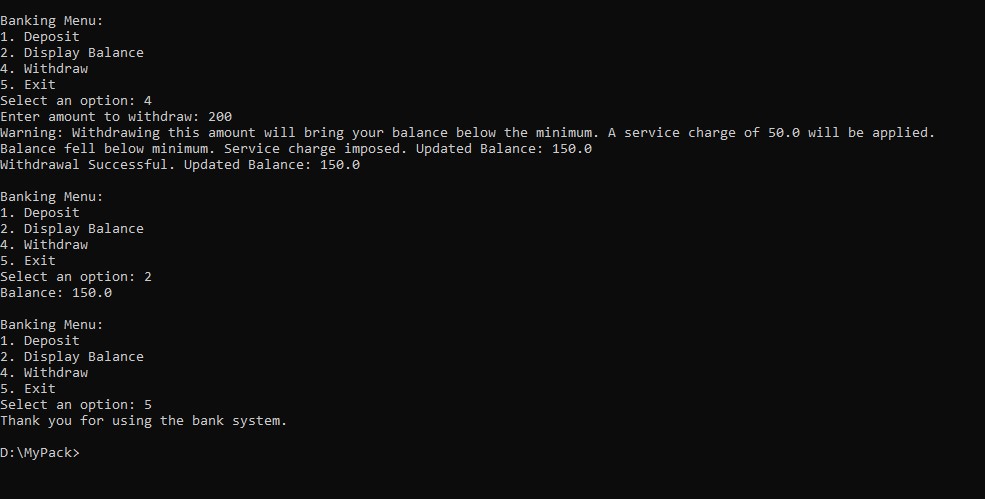 Banking Menu:
1. Deposit
2. Display Balance
4. Withdraw
5. Exit
Select an option: 4
Enter amount to withdraw: 200
Warning: Withdrawing this amount will bring your balance below the minimum. A service charge of 50.0 will be applied.
Balance fell below minimum. Service charge imposed. Updated Balance: 150.0
Withdrawal Successful. Updated Balance: 150.0

Banking Menu:
1. Deposit
2. Display Balance
4. Withdraw
5. Exit
Select an option: 2
Balance: 150.0

Banking Menu:
1. Deposit
2. Display Balance
4. Withdraw
5. Exit
Select an option: 5
Thank you for using the bank system.

D:\MyPack>